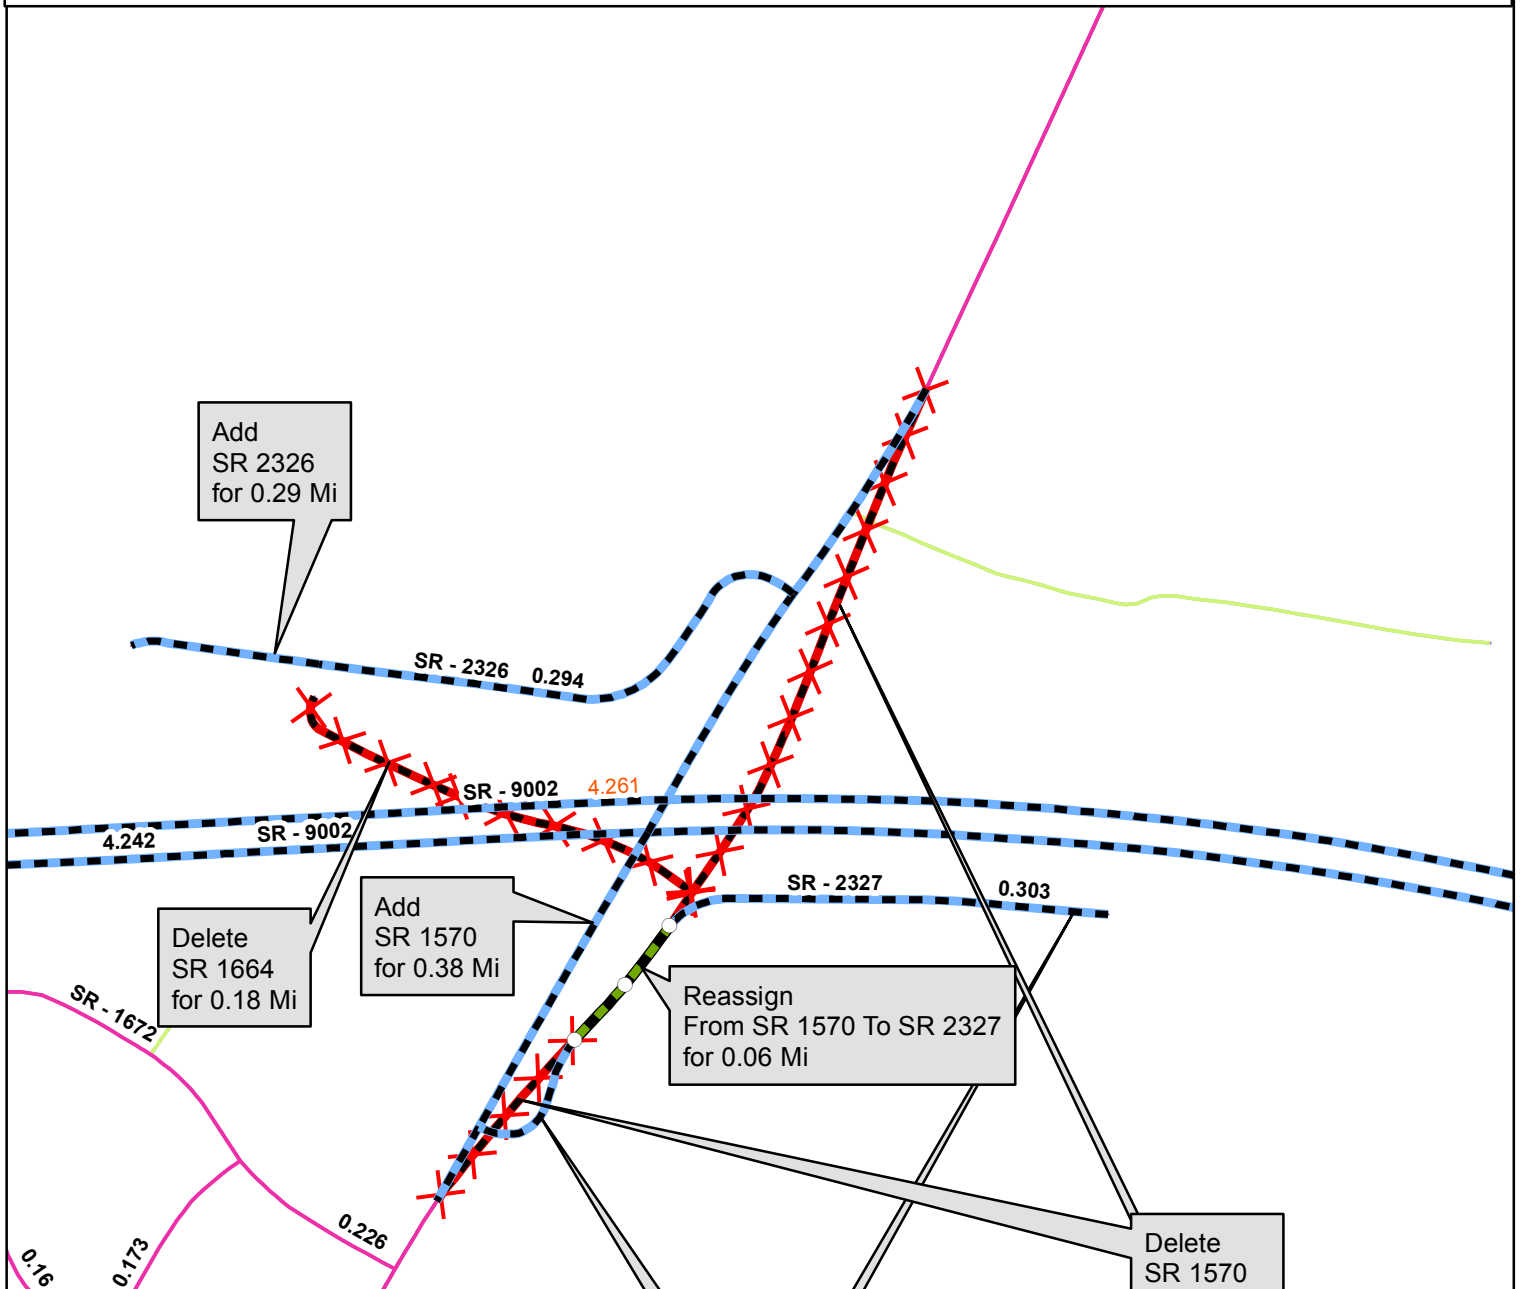 Add
SR 2326
for 0.29 Mi
SR - 2326 0.294
SR - 9002 4.261
4.242 SR - 9002
SR - 2327 0.303
Add
SR 1570
for 0.38 Mi
Delete
SR 1664
for 0.18 Mi
Reassign
From SR 1570 To SR 2327
for 0.06 Mi
SR - 1672
0.226
0.173
0.16
Delete
SR 1570